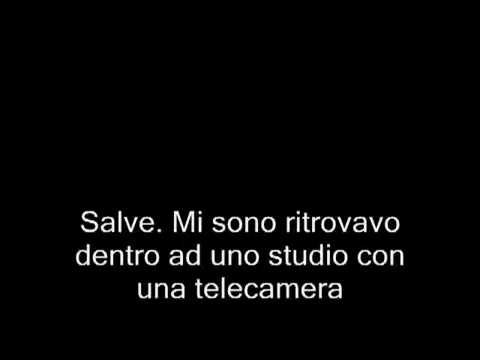 Salve. Mi sono ritrovavo
dentro ad uno studio con
una telecamera